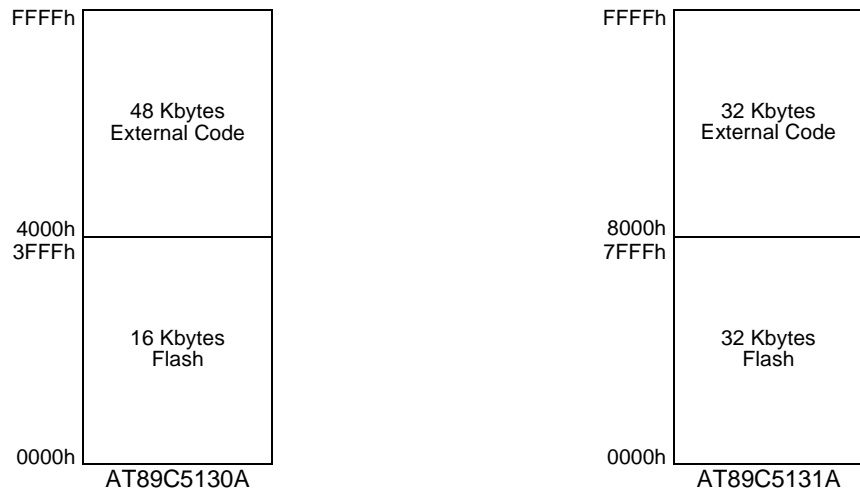 FFFFh
48 Kbytes
External Code
4000h
3FFFh
16 Kbytes
Flash
0000h
AT89C5130A
FFFFh
32 Kbytes
External Code
8000h
7FFFh
32 Kbytes
Flash
0000h
AT89C5131A